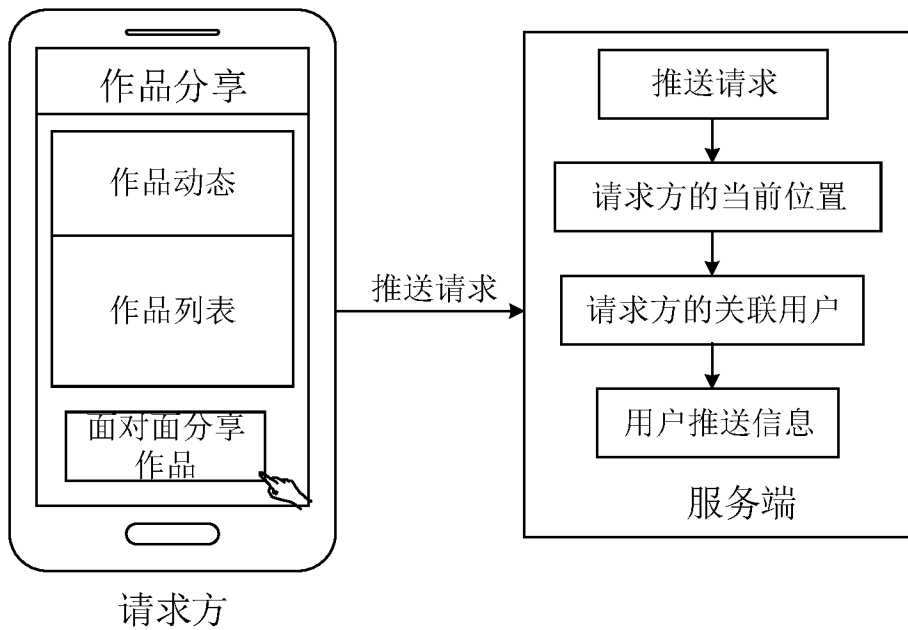 作品分享
作品动态
作品列表
面对面分享
作品
请求方
推送请求
推送请求
请求方的当前位置
请求方的关联用户
用户推送信息
服务端